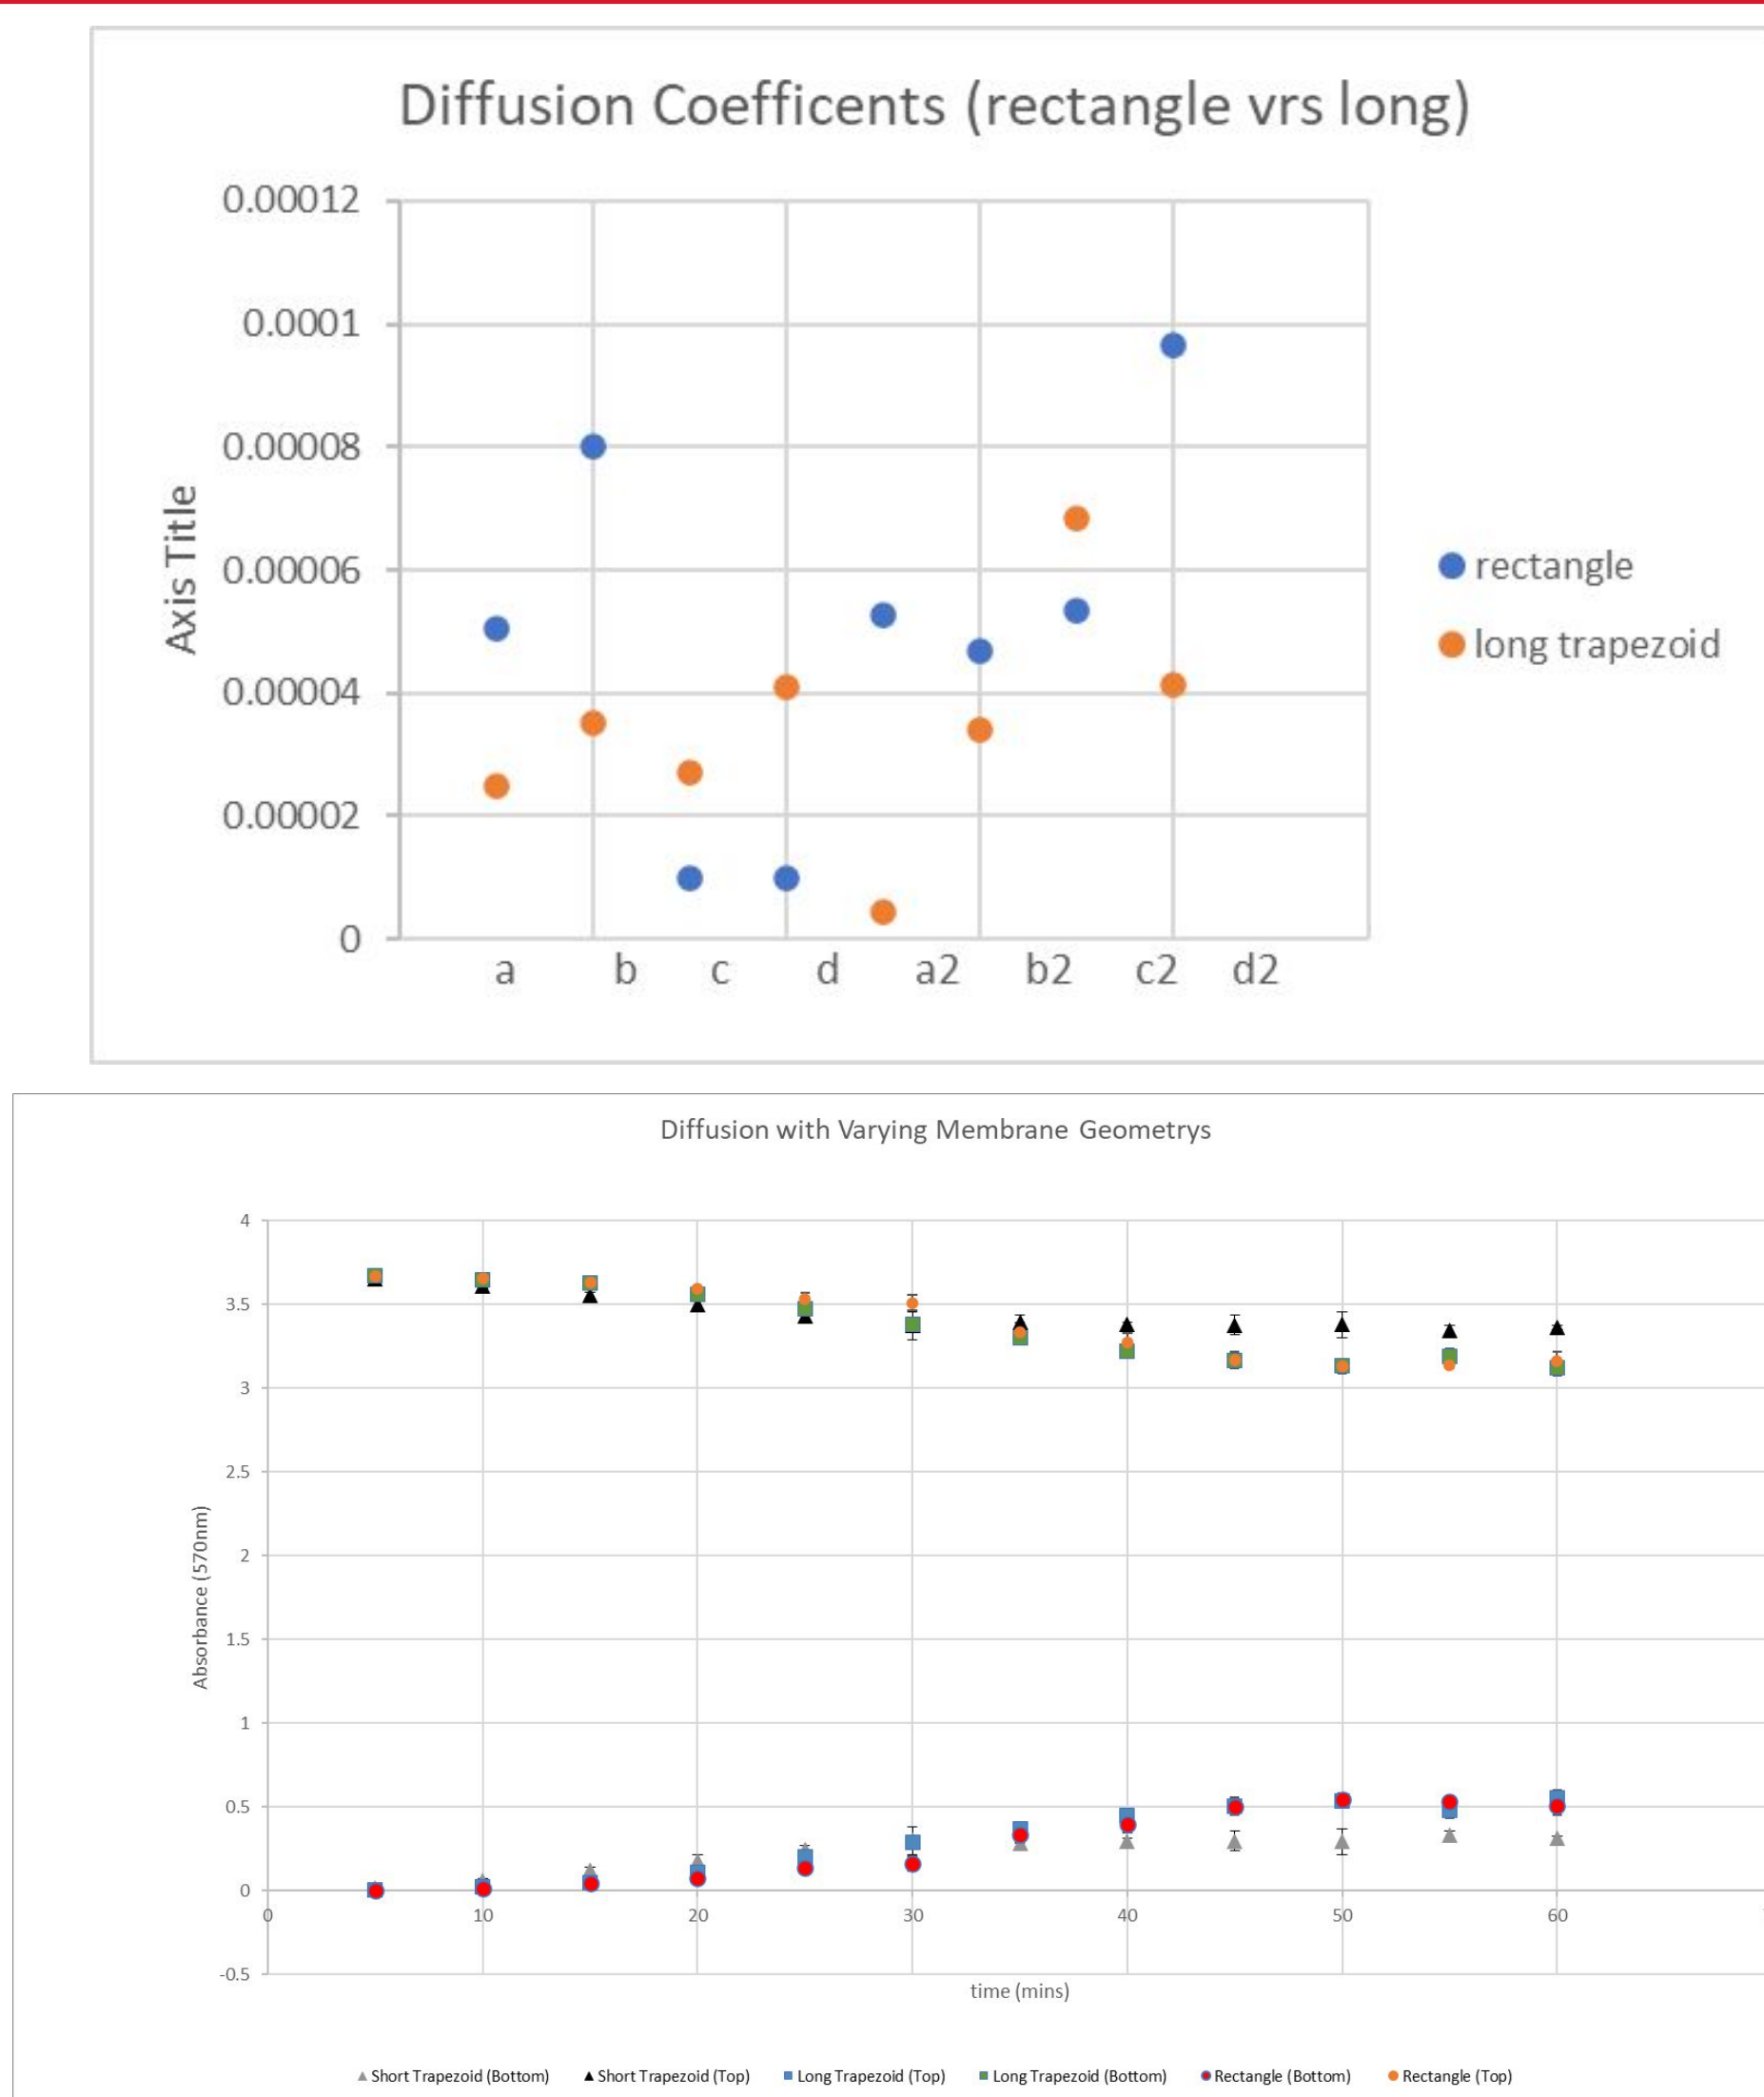 Diffusion Coefficents (rectangle vrs long)
0.00012
0.0001
0.00008
0.00006
0.00004
0.00002
0
Axis Title
a b c d a2 b2 c2 d2
rectangle
long trapezoid
Diffusion with Varying Membrane Geometrys
4
3.5
3
2.5
2
1.5
1
0.5
0
-0.5
Absorbance (570nm)
0 10 20 30 40 50 60
time (mins)
Short Trapezoid (Bottom) Short Trapezoid (Top) Long Trapezoid (Top) Long Trapezoid (Bottom) Rectangle (Bottom) Rectangle (Top)